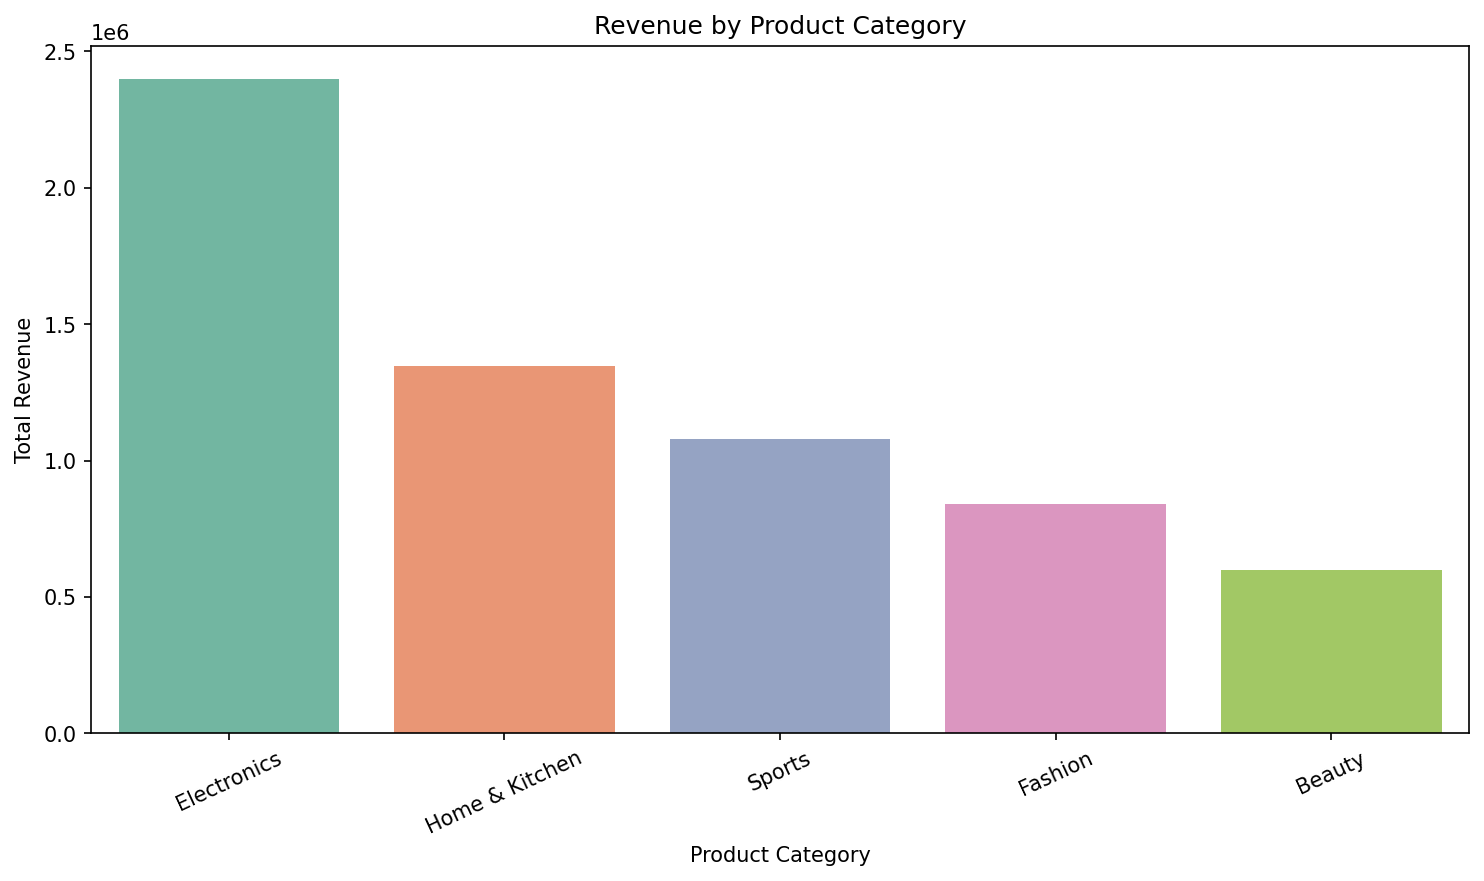 Revenue by Product Category
1e6
2.5
2.0
1.5
1.0
0.5
0.0
Total Revenue
Electronics
Home & Kitchen
Sports
Fashion
Beauty
Product Category